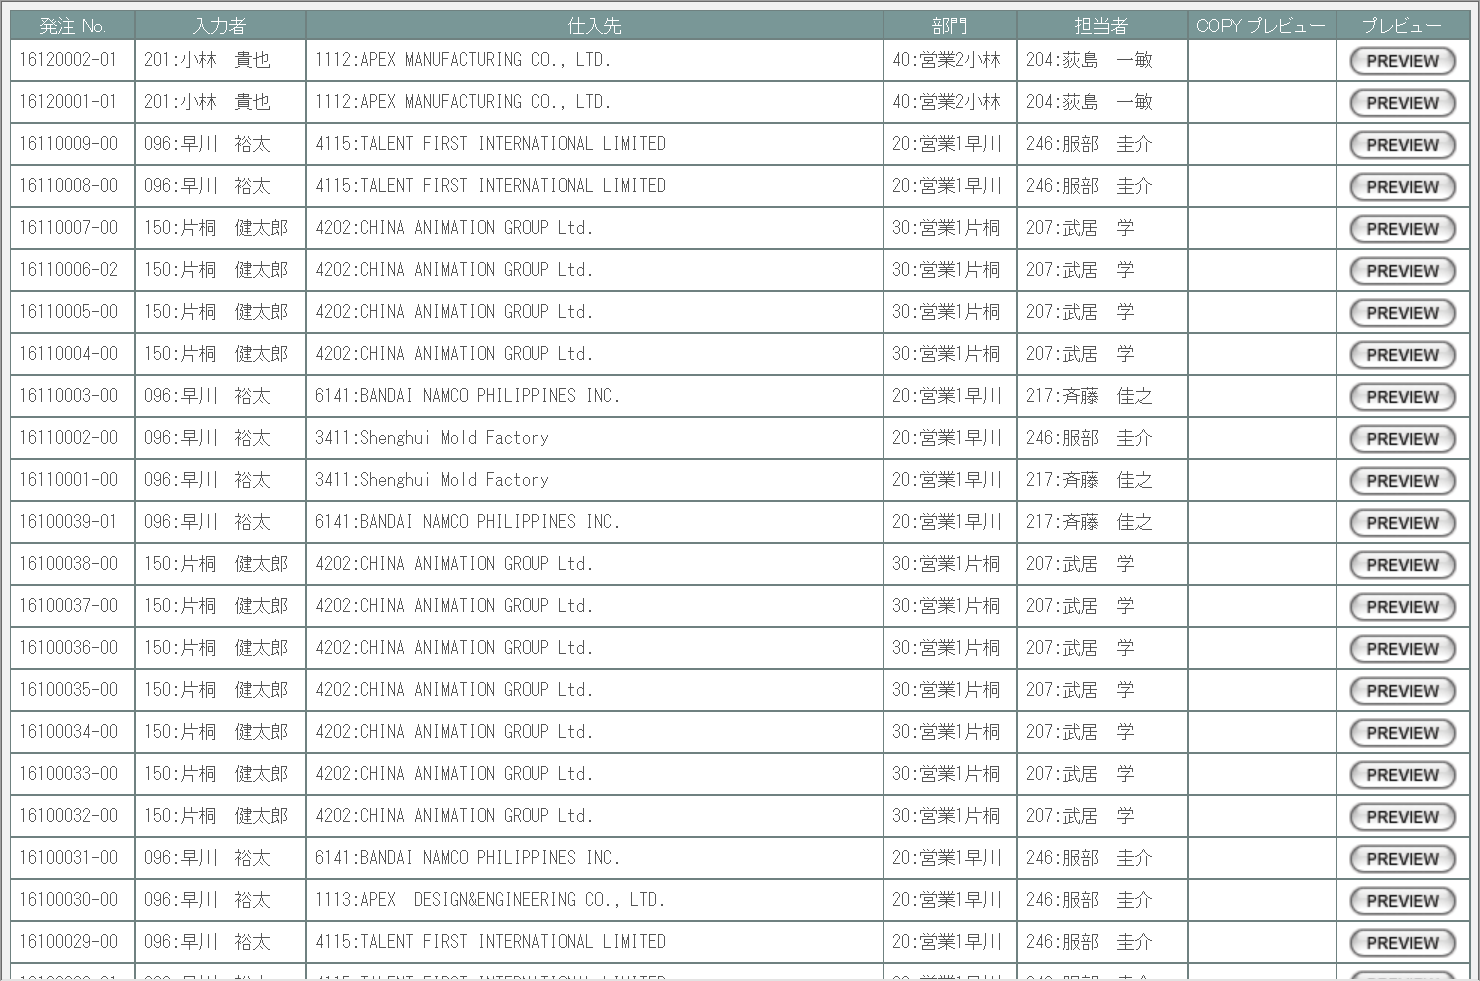 発注 No. 入力者 仕入先 部門 担当者 COPY プレビュー プレビュー
16120002-01 201:小林　貴也 1112:APEX MANUFACTURING CO., LTD. 40:営業2小林 204:荻島　一敏 PREVIEW
16120001-01 201:小林　貴也 1112:APEX MANUFACTURING CO., LTD. 40:営業2小林 204:荻島　一敏 PREVIEW
16110009-00 096:早川　裕太 4115:TALENT FIRST INTERNATIONAL LIMITED 20:営業1早川 246:服部　圭介 PREVIEW
16110008-00 096:早川　裕太 4115:TALENT FIRST INTERNATIONAL LIMITED 20:営業1早川 246:服部　圭介 PREVIEW
16110007-00 150:片桐　健太郎 4202:CHINA ANIMATION GROUP Ltd. 30:営業1片桐 207:武居　学 PREVIEW
16110006-02 150:片桐　健太郎 4202:CHINA ANIMATION GROUP Ltd. 30:営業1片桐 207:武居　学 PREVIEW
16110005-00 150:片桐　健太郎 4202:CHINA ANIMATION GROUP Ltd. 30:営業1片桐 207:武居　学 PREVIEW
16110004-00 150:片桐　健太郎 4202:CHINA ANIMATION GROUP Ltd. 30:営業1片桐 207:武居　学 PREVIEW
16110003-00 096:早川　裕太 6141:BANDAI NAMCO PHILIPPINES INC. 20:営業1早川 217:斉藤　佳之 PREVIEW
16110002-00 096:早川　裕太 3411:Shenghui Mold Factory 20:営業1早川 246:服部　圭介 PREVIEW
16110001-00 096:早川　裕太 3411:Shenghui Mold Factory 20:営業1早川 217:斉藤　佳之 PREVIEW
16100039-01 096:早川　裕太 6141:BANDAI NAMCO PHILIPPINES INC. 20:営業1早川 217:斉藤　佳之 PREVIEW
16100038-00 150:片桐　健太郎 4202:CHINA ANIMATION GROUP Ltd. 30:営業1片桐 207:武居　学 PREVIEW
16100037-00 150:片桐　健太郎 4202:CHINA ANIMATION GROUP Ltd. 30:営業1片桐 207:武居　学 PREVIEW
16100036-00 150:片桐　健太郎 4202:CHINA ANIMATION GROUP Ltd. 30:営業1片桐 207:武居　学 PREVIEW
16100035-00 150:片桐　健太郎 4202:CHINA ANIMATION GROUP Ltd. 30:営業1片桐 207:武居　学 PREVIEW
16100034-00 150:片桐　健太郎 4202:CHINA ANIMATION GROUP Ltd. 30:営業1片桐 207:武居　学 PREVIEW
16100033-00 150:片桐　健太郎 4202:CHINA ANIMATION GROUP Ltd. 30:営業1片桐 207:武居　学 PREVIEW
16100032-00 150:片桐　健太郎 4202:CHINA ANIMATION GROUP Ltd. 30:営業1片桐 207:武居　学 PREVIEW
16100031-00 096:早川　裕太 6141:BANDAI NAMCO PHILIPPINES INC. 20:営業1早川 246:服部　圭介 PREVIEW
16100030-00 096:早川　裕太 1113:APEX　DESIGN&ENGINEERING CO., LTD. 20:営業1早川 246:服部　圭介 PREVIEW
16100029-00 096:早川　裕太 4115:TALENT FIRST INTERNATIONAL LIMITED 20:営業1早川 246:服部　圭介 PREVIEW